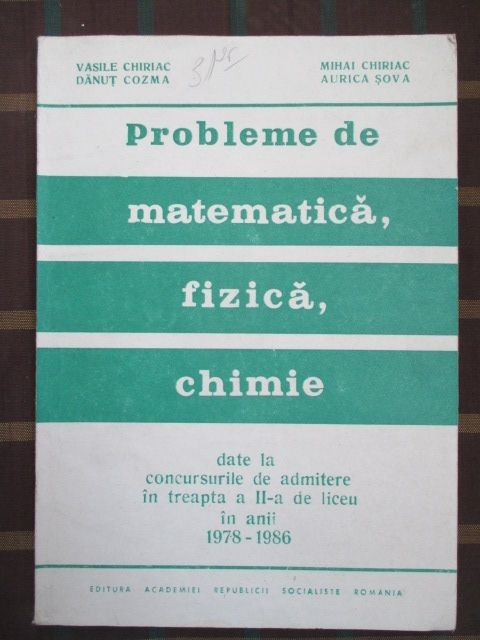 VASILE CHIRIAC
DĂNUȚ COZMA
MIHAI CHIRIAC
AURICA ȘOVA
Probleme de
matematică,
fizică,
chimie
date la
concursurile de admitere
în treapta a II-a de liceu
în anii
1978-1986
EDITURA ACADEMIEI REPUBLICII SOCIALISTE ROMANIA